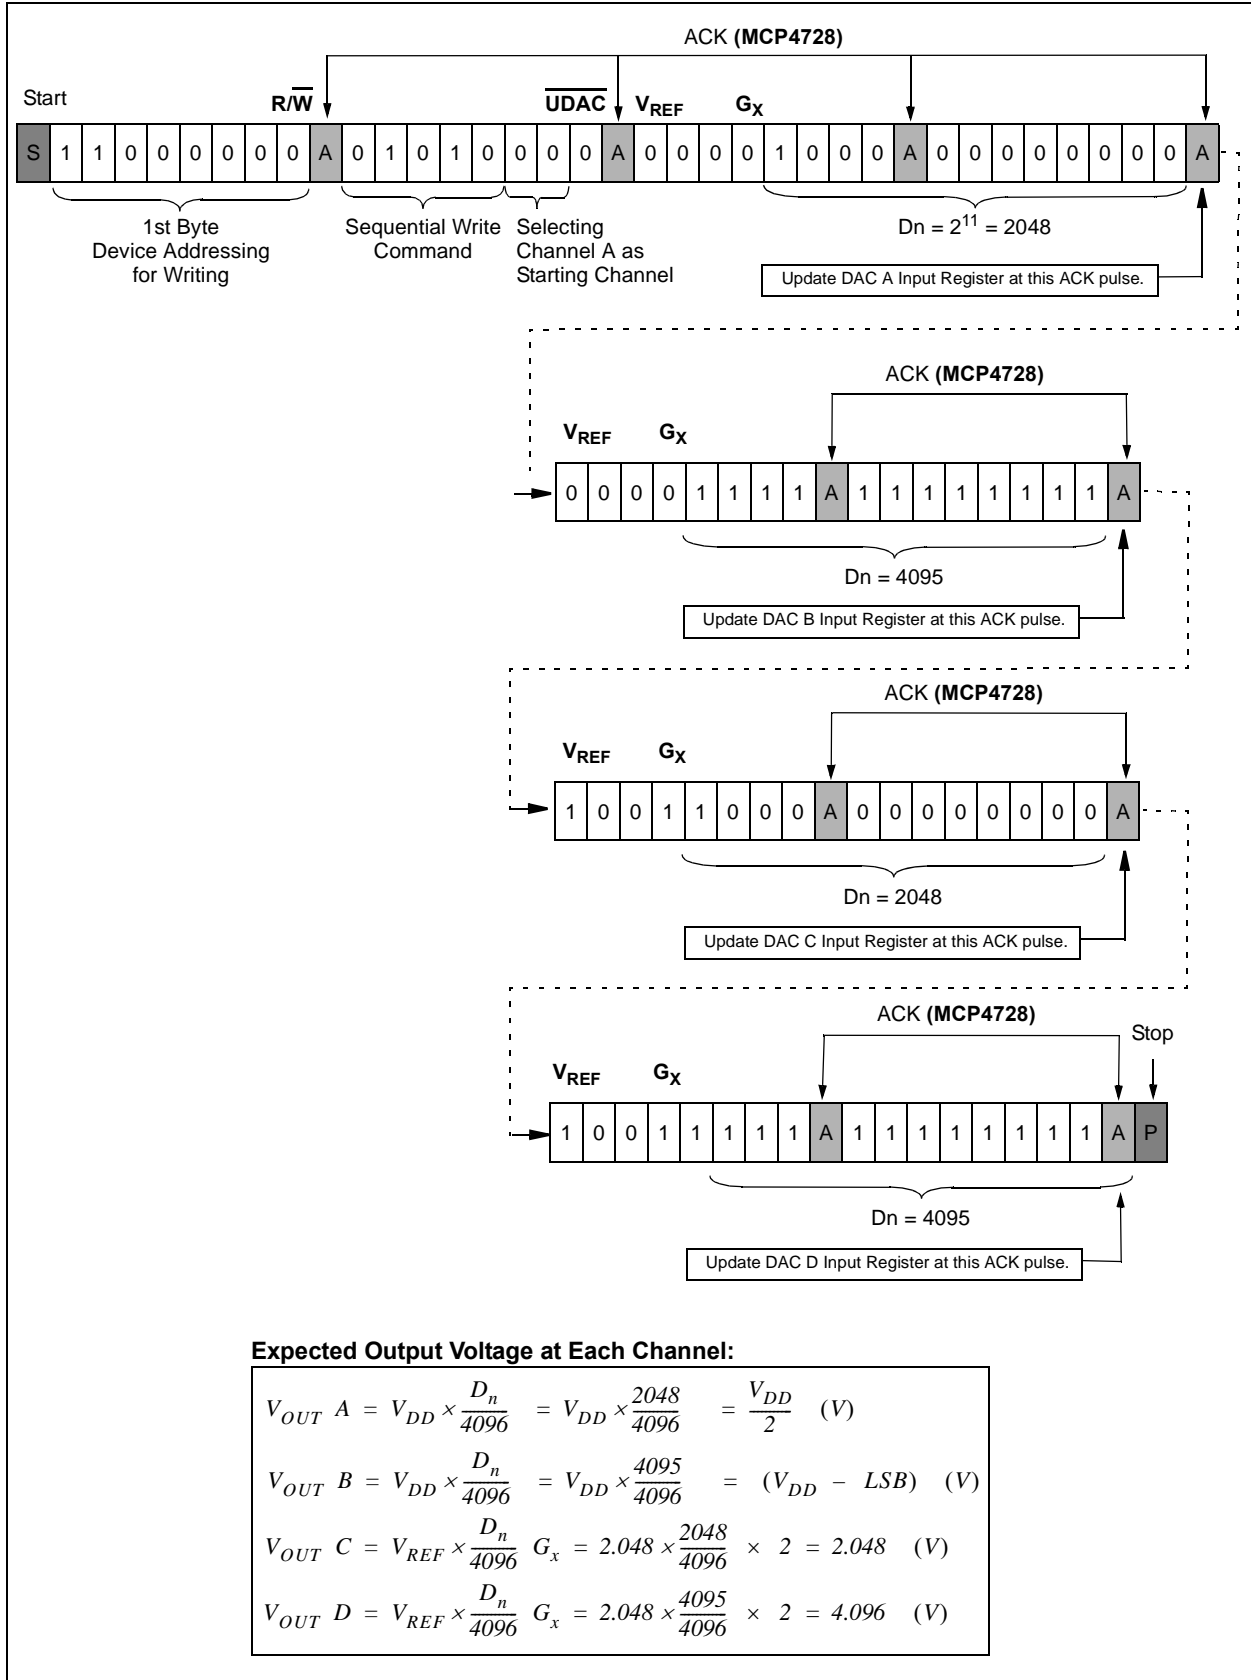 ACK (MCP4728)
Start R/W UDAC VREF GX
S 1 1 0 0 0 0 0 0 A 0 1 0 1 0 0 0 0 A 0 0 0 0 1 0 0 0 A 0 0 0 0 0 0 0 0 A
1st Byte
Device Addressing
for Writing
Sequential Write
Command
Selecting
Channel A as
Starting Channel
Dn = 2^11 = 2048
Update DAC A Input Register at this ACK pulse.
ACK (MCP4728)
VREF GX
0 0 0 0 1 1 1 1 A 1 1 1 1 1 1 1 1 A
Dn = 4095
Update DAC B Input Register at this ACK pulse.
ACK (MCP4728)
VREF GX
1 0 0 1 1 0 0 0 A 0 0 0 0 0 0 0 0 A
Dn = 2048
Update DAC C Input Register at this ACK pulse.
ACK (MCP4728)
Stop
VREF GX
1 0 0 1 1 1 1 1 A 1 1 1 1 1 1 1 1 A P
Dn = 4095
Update DAC D Input Register at this ACK pulse.
Expected Output Voltage at Each Channel:
VOUT A = VDD × Dn/4096 = VDD × 2048/4096 = VDD/2 (V)
VOUT B = VDD × Dn/4096 = VDD × 4095/4096 = (VDD – LSB) (V)
VOUT C = VREF × Dn/4096 Gx = 2.048 × 2048/4096 × 2 = 2.048 (V)
VOUT D = VREF × Dn/4096 Gx = 2.048 × 4095/4096 × 2 = 4.096 (V)